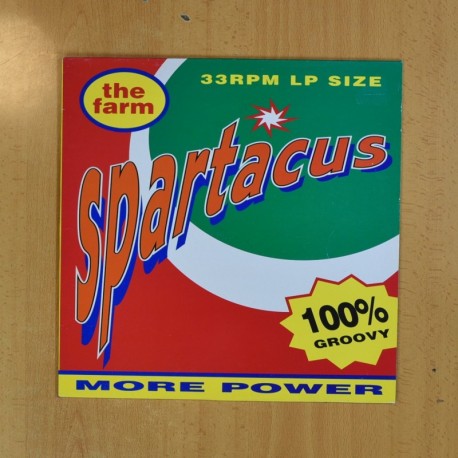 the
farm
33RPM LP SIZE
spartacus
100%
GROOVY
MORE POWER